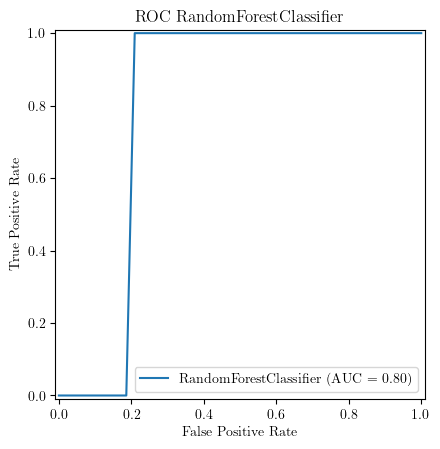 ROC RandomForestClassifier
1.0
0.8
0.6
0.4
0.2
0.0
True Positive Rate
RandomForestClassifier (AUC = 0.80)
0.0 0.2 0.4 0.6 0.8 1.0
False Positive Rate